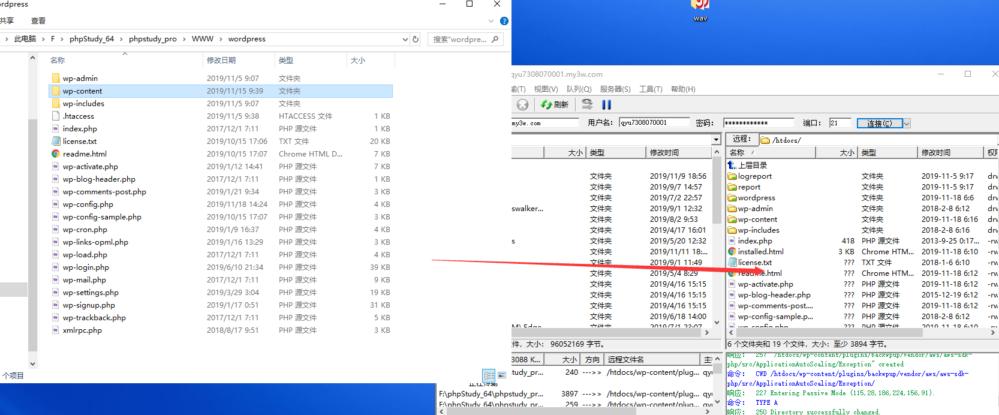 wordpress
共享 查看
此电脑 › F › phpStudy_64 › phpstudy_pro › WWW › wordpress
搜索"wordpre...
名称 修改日期 类型 大小
wp-admin 2019/11/5 9:07 文件夹
wp-content 2019/11/15 9:39 文件夹
wp-includes 2019/11/5 9:07 文件夹
.htaccess 2019/11/5 9:38 HTACCESS 文件 1 KB
index.php 2017/12/1 7:11 PHP 源文件 1 KB
license.txt 2019/10/15 17:06 TXT 文件 20 KB
readme.html 2019/10/15 17:07 Chrome HTML D... 7 KB
wp-activate.php 2019/1/12 14:41 PHP 源文件 7 KB
wp-blog-header.php 2017/12/1 7:11 PHP 源文件 1 KB
wp-comments-post.php 2019/1/21 9:34 PHP 源文件 3 KB
wp-config.php 2019/11/18 14:24 PHP 源文件 4 KB
wp-config-sample.php 2019/10/15 17:07 PHP 源文件 3 KB
wp-cron.php 2019/1/9 16:37 PHP 源文件 4 KB
wp-links-opml.php 2019/1/16 13:29 PHP 源文件 3 KB
wp-load.php 2017/12/1 7:11 PHP 源文件 4 KB
wp-login.php 2019/6/10 21:34 PHP 源文件 39 KB
wp-mail.php 2017/12/1 7:11 PHP 源文件 9 KB
wp-settings.php 2019/3/29 3:04 PHP 源文件 19 KB
wp-signup.php 2019/1/17 0:51 PHP 源文件 31 KB
wp-trackback.php 2017/12/1 7:11 PHP 源文件 5 KB
xmlrpc.php 2018/8/17 9:51 PHP 源文件 3 KB
个项目
wav
qyu7308070001.my3w.com
输(T) 视图(V) 队列(Q) 服务器(S) 工具(T) 帮助(H)
刷新
my3w.com 用户名: qyu7308070001 密码: ************ 端口: 21 连接(C)
大小 类型 修改时间
文件夹 2019/11/9 18:56
文件夹 2019/9/7 14:57
文件夹 2019/7/2 22:57
swalker... 文件夹 2019/9/1 12:32
文件夹 2019/8/2 9:53
文件夹 2019/4/17 16:01
s 文件夹 2019/5/20 12:32
文件夹 2019/11/11 18:...
文件夹 2019/9/1 11:49
文件夹 2019/5/4 8:29
文件夹 2019/4/16 15:15
文件夹 2019/4/16 15:15
文件夹 2019/4/16 15:15
文件夹 2019/6/18 14:00
M) Edge 文件夹 2019/7/1 23:07
件, 大小: 96052169 字节。
远程: /htdocs/
名称 大小 类型 修改时间 权限
上层目录
logreport 文件夹 2019-11-5 9:17 drw
report 文件夹 2019-11-5 9:17 drw
wordpress 文件夹 2019-11-18 6:6 drw
wp-admin 文件夹 2018-2-8 6:12 drw
wp-content 文件夹 2019-11-18 6:16 drw
wp-includes 文件夹 2018-2-8 6:16 drw
index.php 418 PHP 源文件 2013-9-25 0:17... -rw
installed.html 3 KB Chrome HTM... 2019-11-18 6:10 -rw
license.txt ??? TXT 文件 2018-1-6 6:10 -rw
readme.html ??? Chrome HTM... 2019-11-18 6:12 -rw
wp-activate.php ??? PHP 源文件 2019-11-18 6:12 -rw
wp-blog-header.php ??? PHP 源文件 2015-12-19 6:12 -rw
wp-comments-post.... ??? PHP 源文件 2019-11-18 6:12 -rw
wp-config-sample.p... ??? PHP 源文件 2018-2-8 6:12 -rw
wp-config.php ??? PHP 源文件 2019-11-18 6:10 -rw
6 个文件夹和 19 个文件, 大小: 至少 3894 字节。
3088 K... 大小 方向 远程文件名 主
study_pr... 240 --->> /htdocs/wp-content/plug... qyu
正在传输
F:\phpStudy_64\phpstudy_pr... 3897 --->> /htdocs/wp-content/plug... qyu
F:\phpStudy_64\phpstudy_pr... 259 --->> /htdocs/wp-content/plug... qyu
响应: 257 "/htdocs/wp-content/plugins/backwpup/vendor/aws/aws-sdk-
php/src/ApplicationAutoScaling/Exception" created
命令: CWD /htdocs/wp-content/plugins/backwpup/vendor/aws/aws-sdk-
php/src/ApplicationAutoScaling/Exception/
响应: 227 Entering Passive Mode (115,28,186,224,156,91).
命令: TYPE A
响应: 250 Directory successfully changed.